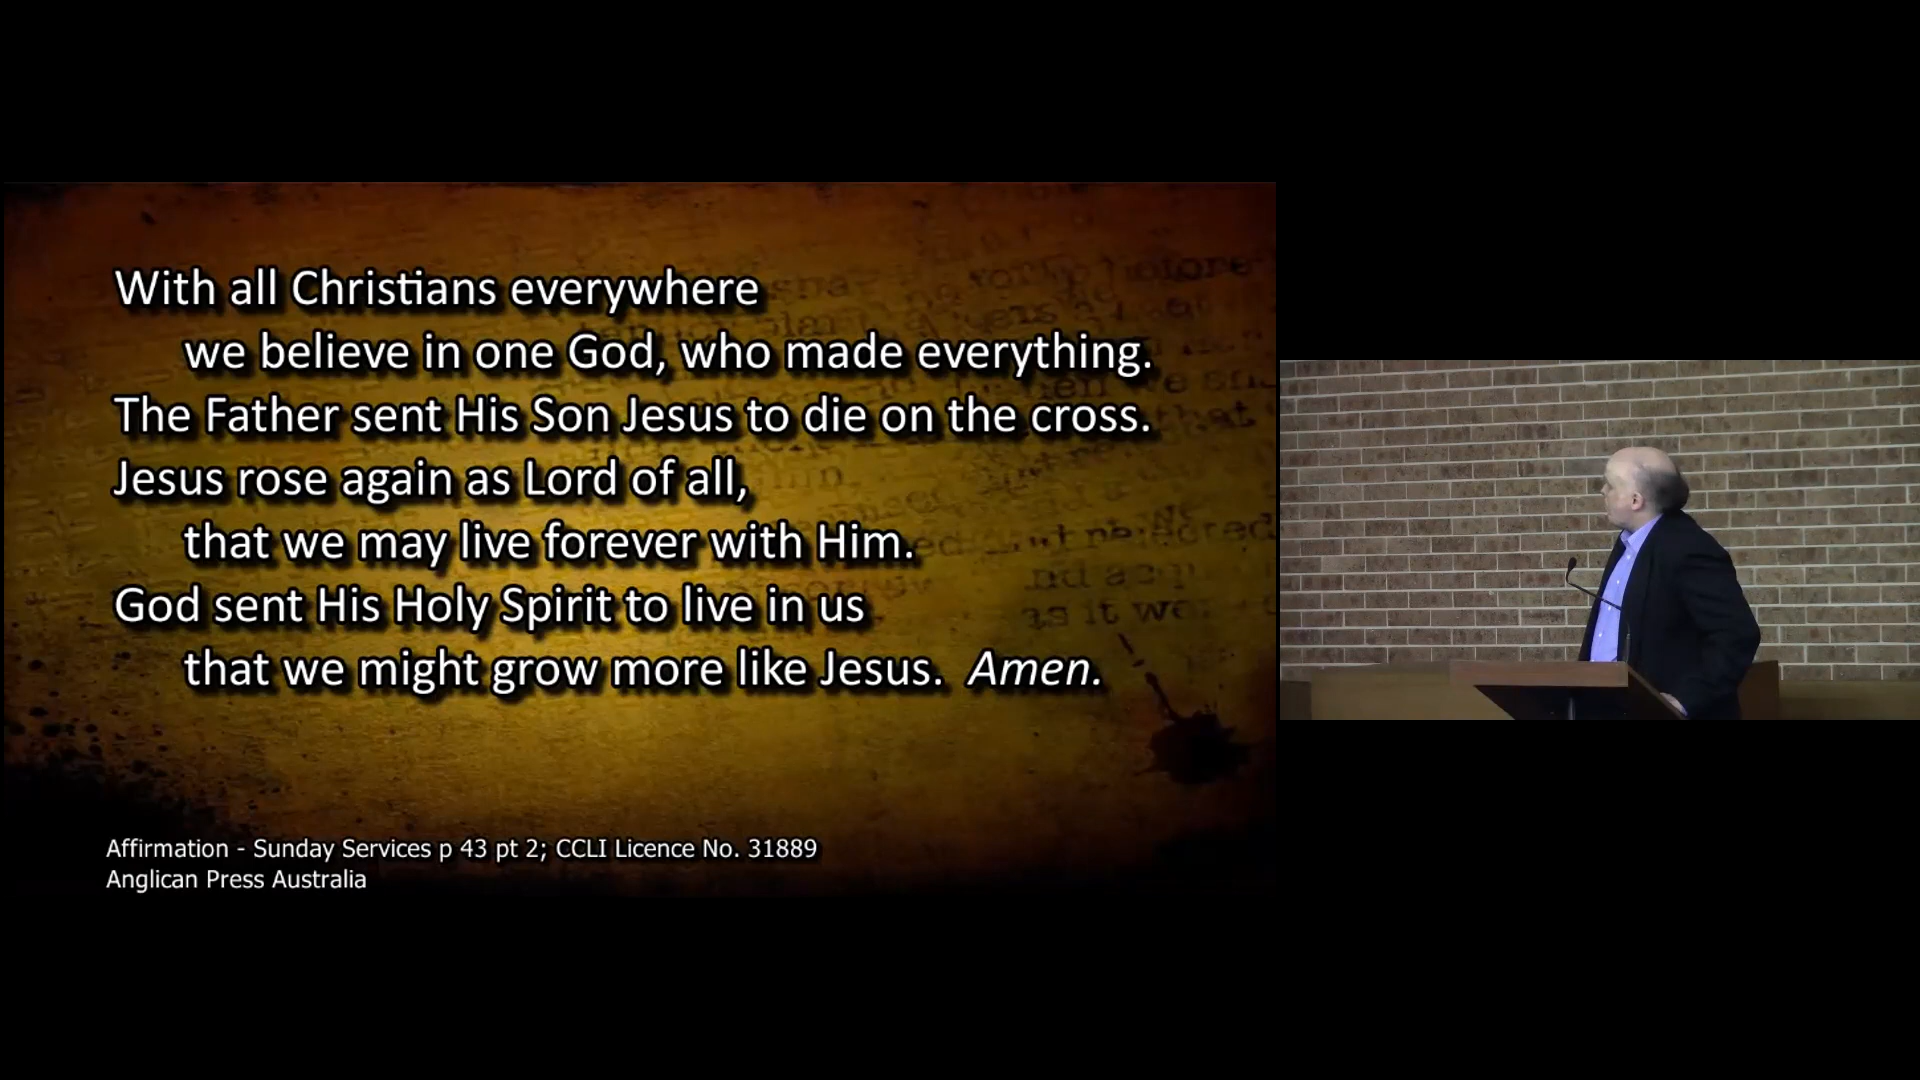 With all Christians everywhere
we believe in one God, who made everything.
The Father sent His Son Jesus to die on the cross.
Jesus rose again as Lord of all,
that we may live forever with Him.
God sent His Holy Spirit to live in us
that we might grow more like Jesus. Amen.
Affirmation - Sunday Services p 43 pt 2; CCLI Licence No. 31889
Anglican Press Australia